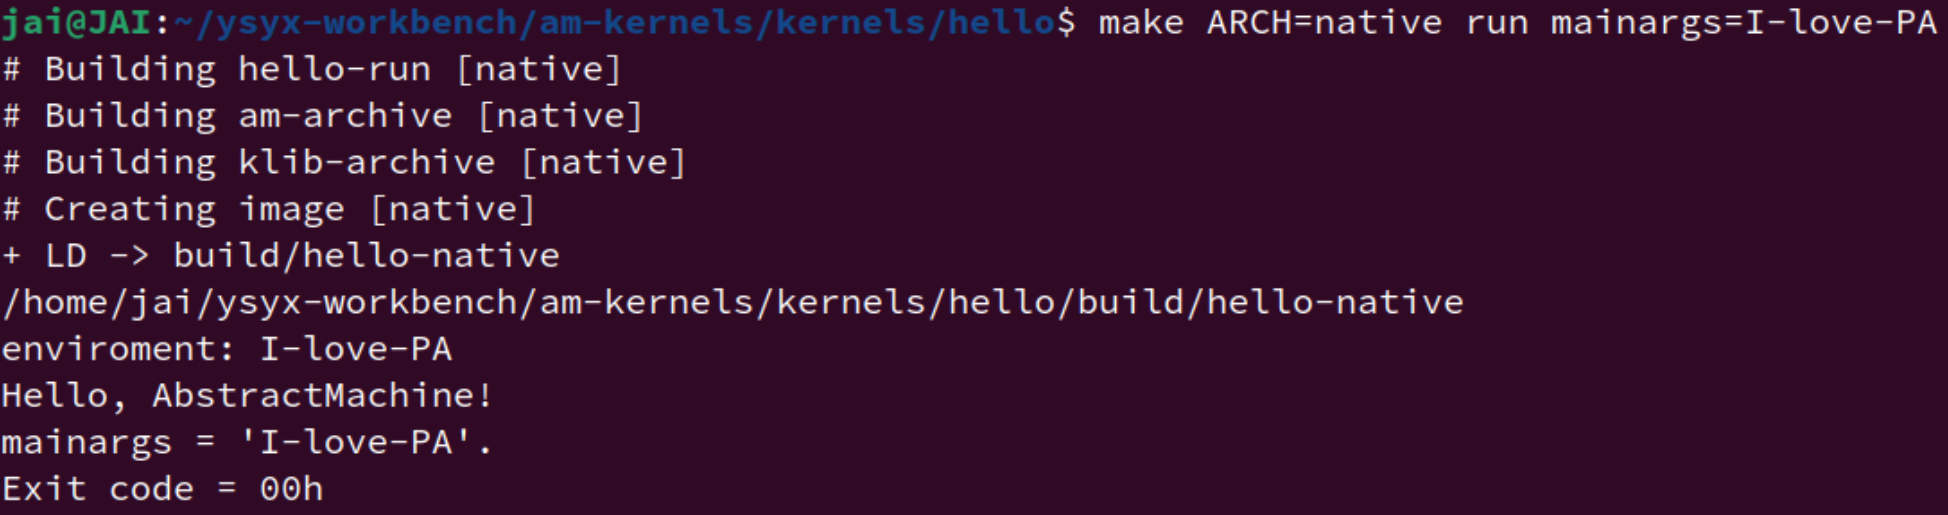 jai@JAI:~/ysyx-workbench/am-kernels/kernels/hello$ make ARCH=native run mainargs=I-love-PA
# Building hello-run [native]
# Building am-archive [native]
# Building klib-archive [native]
# Creating image [native]
+ LD -> build/hello-native
/home/jai/ysyx-workbench/am-kernels/kernels/hello/build/hello-native
enviroment: I-love-PA
Hello, AbstractMachine!
mainargs = 'I-love-PA'.
Exit code = 00h